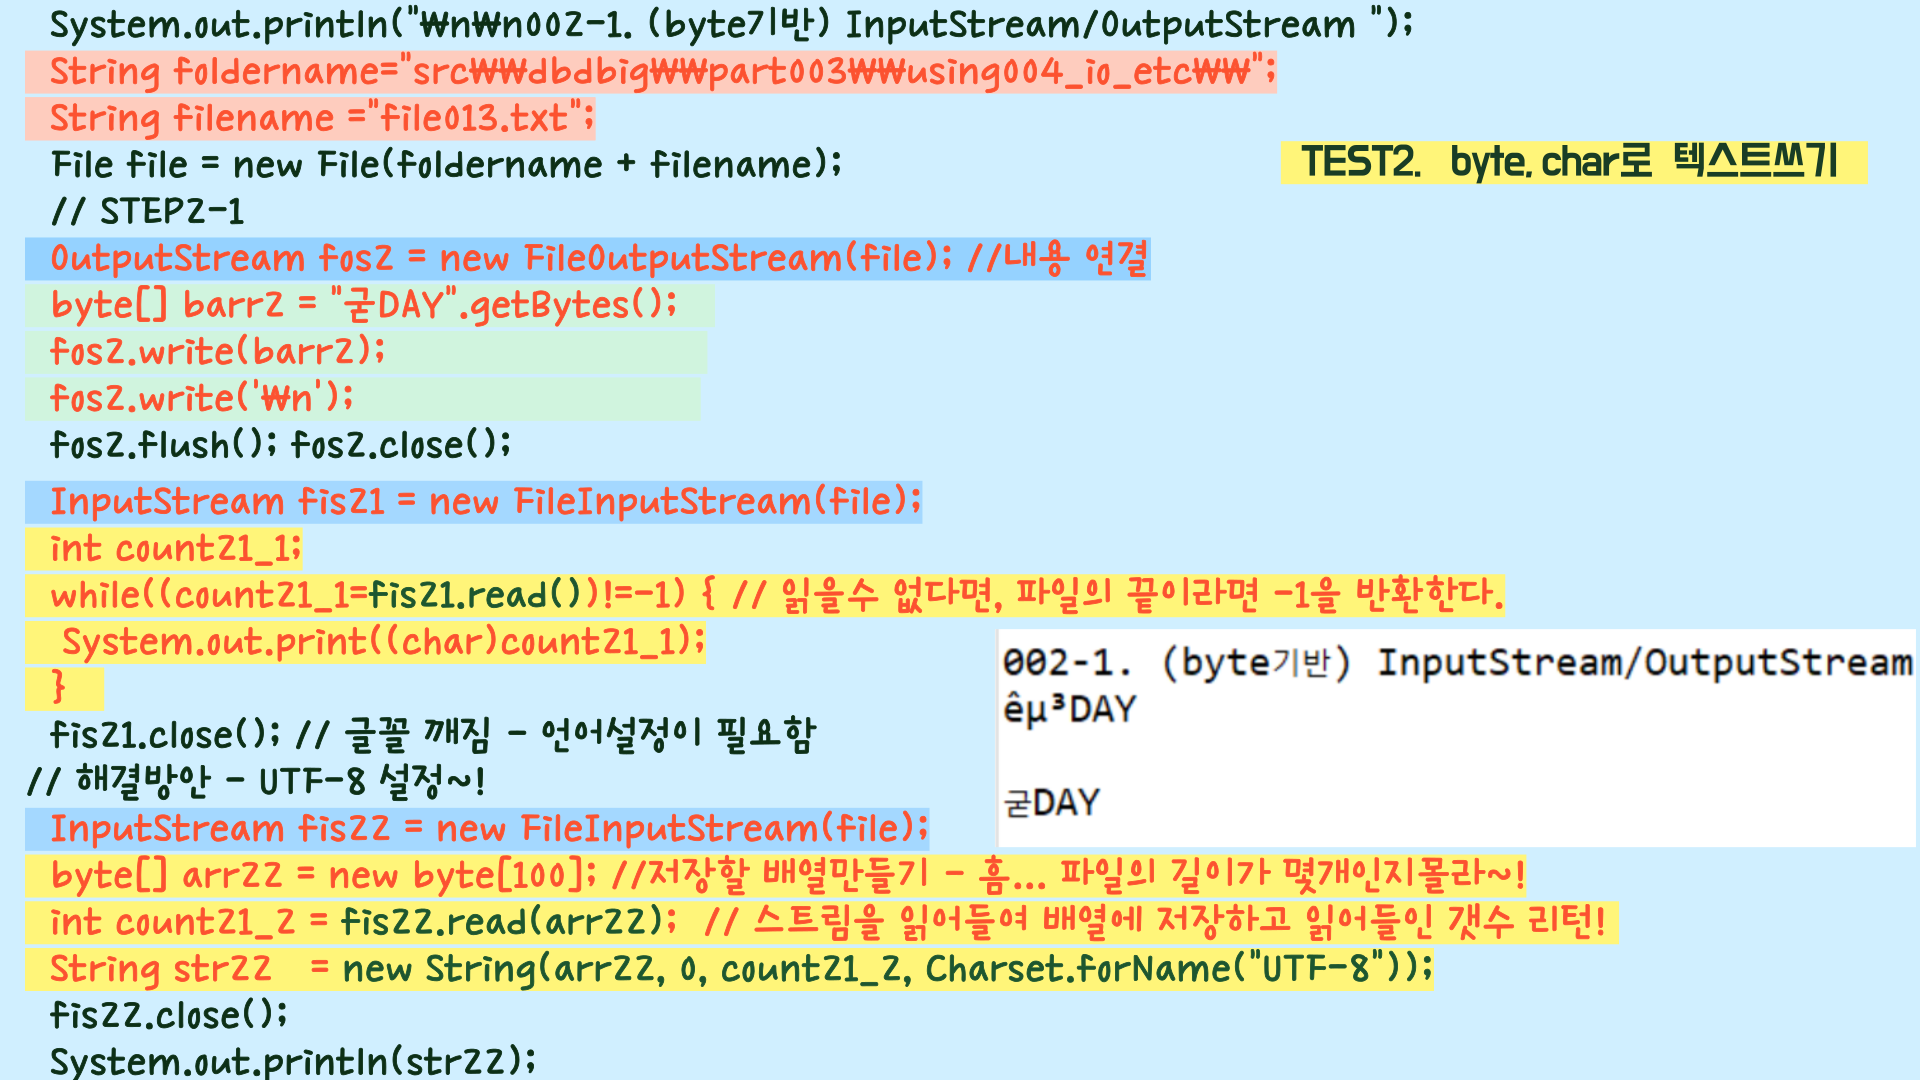 System.out.println("₩n₩n002-1. (byte기반) InputStream/OutputStream ");
String foldername="src₩₩dbdbig₩₩part003₩₩using004_io_etc₩₩";
String filename ="file013.txt";
File file = new File(foldername + filename);
TEST2. byte, char로 텍스트쓰기
// STEP2-1
OutputStream fos2 = new FileOutputStream(file); //내용 연결
byte[] barr2 = "굳DAY".getBytes();
fos2.write(barr2);
fos2.write('₩n');
fos2.flush(); fos2.close();
InputStream fis21 = new FileInputStream(file);
int count21_1;
while((count21_1=fis21.read())!=-1) { // 읽을수 없다면, 파일의 끝이라면 -1을 반환한다.
System.out.print((char)count21_1);
}
fis21.close(); // 글꼴 깨짐 - 언어설정이 필요함
// 해결방안 - UTF-8 설정~!
InputStream fis22 = new FileInputStream(file);
byte[] arr22 = new byte[100]; //저장할 배열만들기 - 흠... 파일의 길이가 몇개인지몰라~!
int count21_2 = fis22.read(arr22); // 스트림을 읽어들여 배열에 저장하고 읽어들인 갯수 리턴!
String str22 = new String(arr22, 0, count21_2, Charset.forName("UTF-8"));
fis22.close();
System.out.println(str22);
002-1. (byte기반) InputStream/OutputStream
êµ³DAY
굳DAY